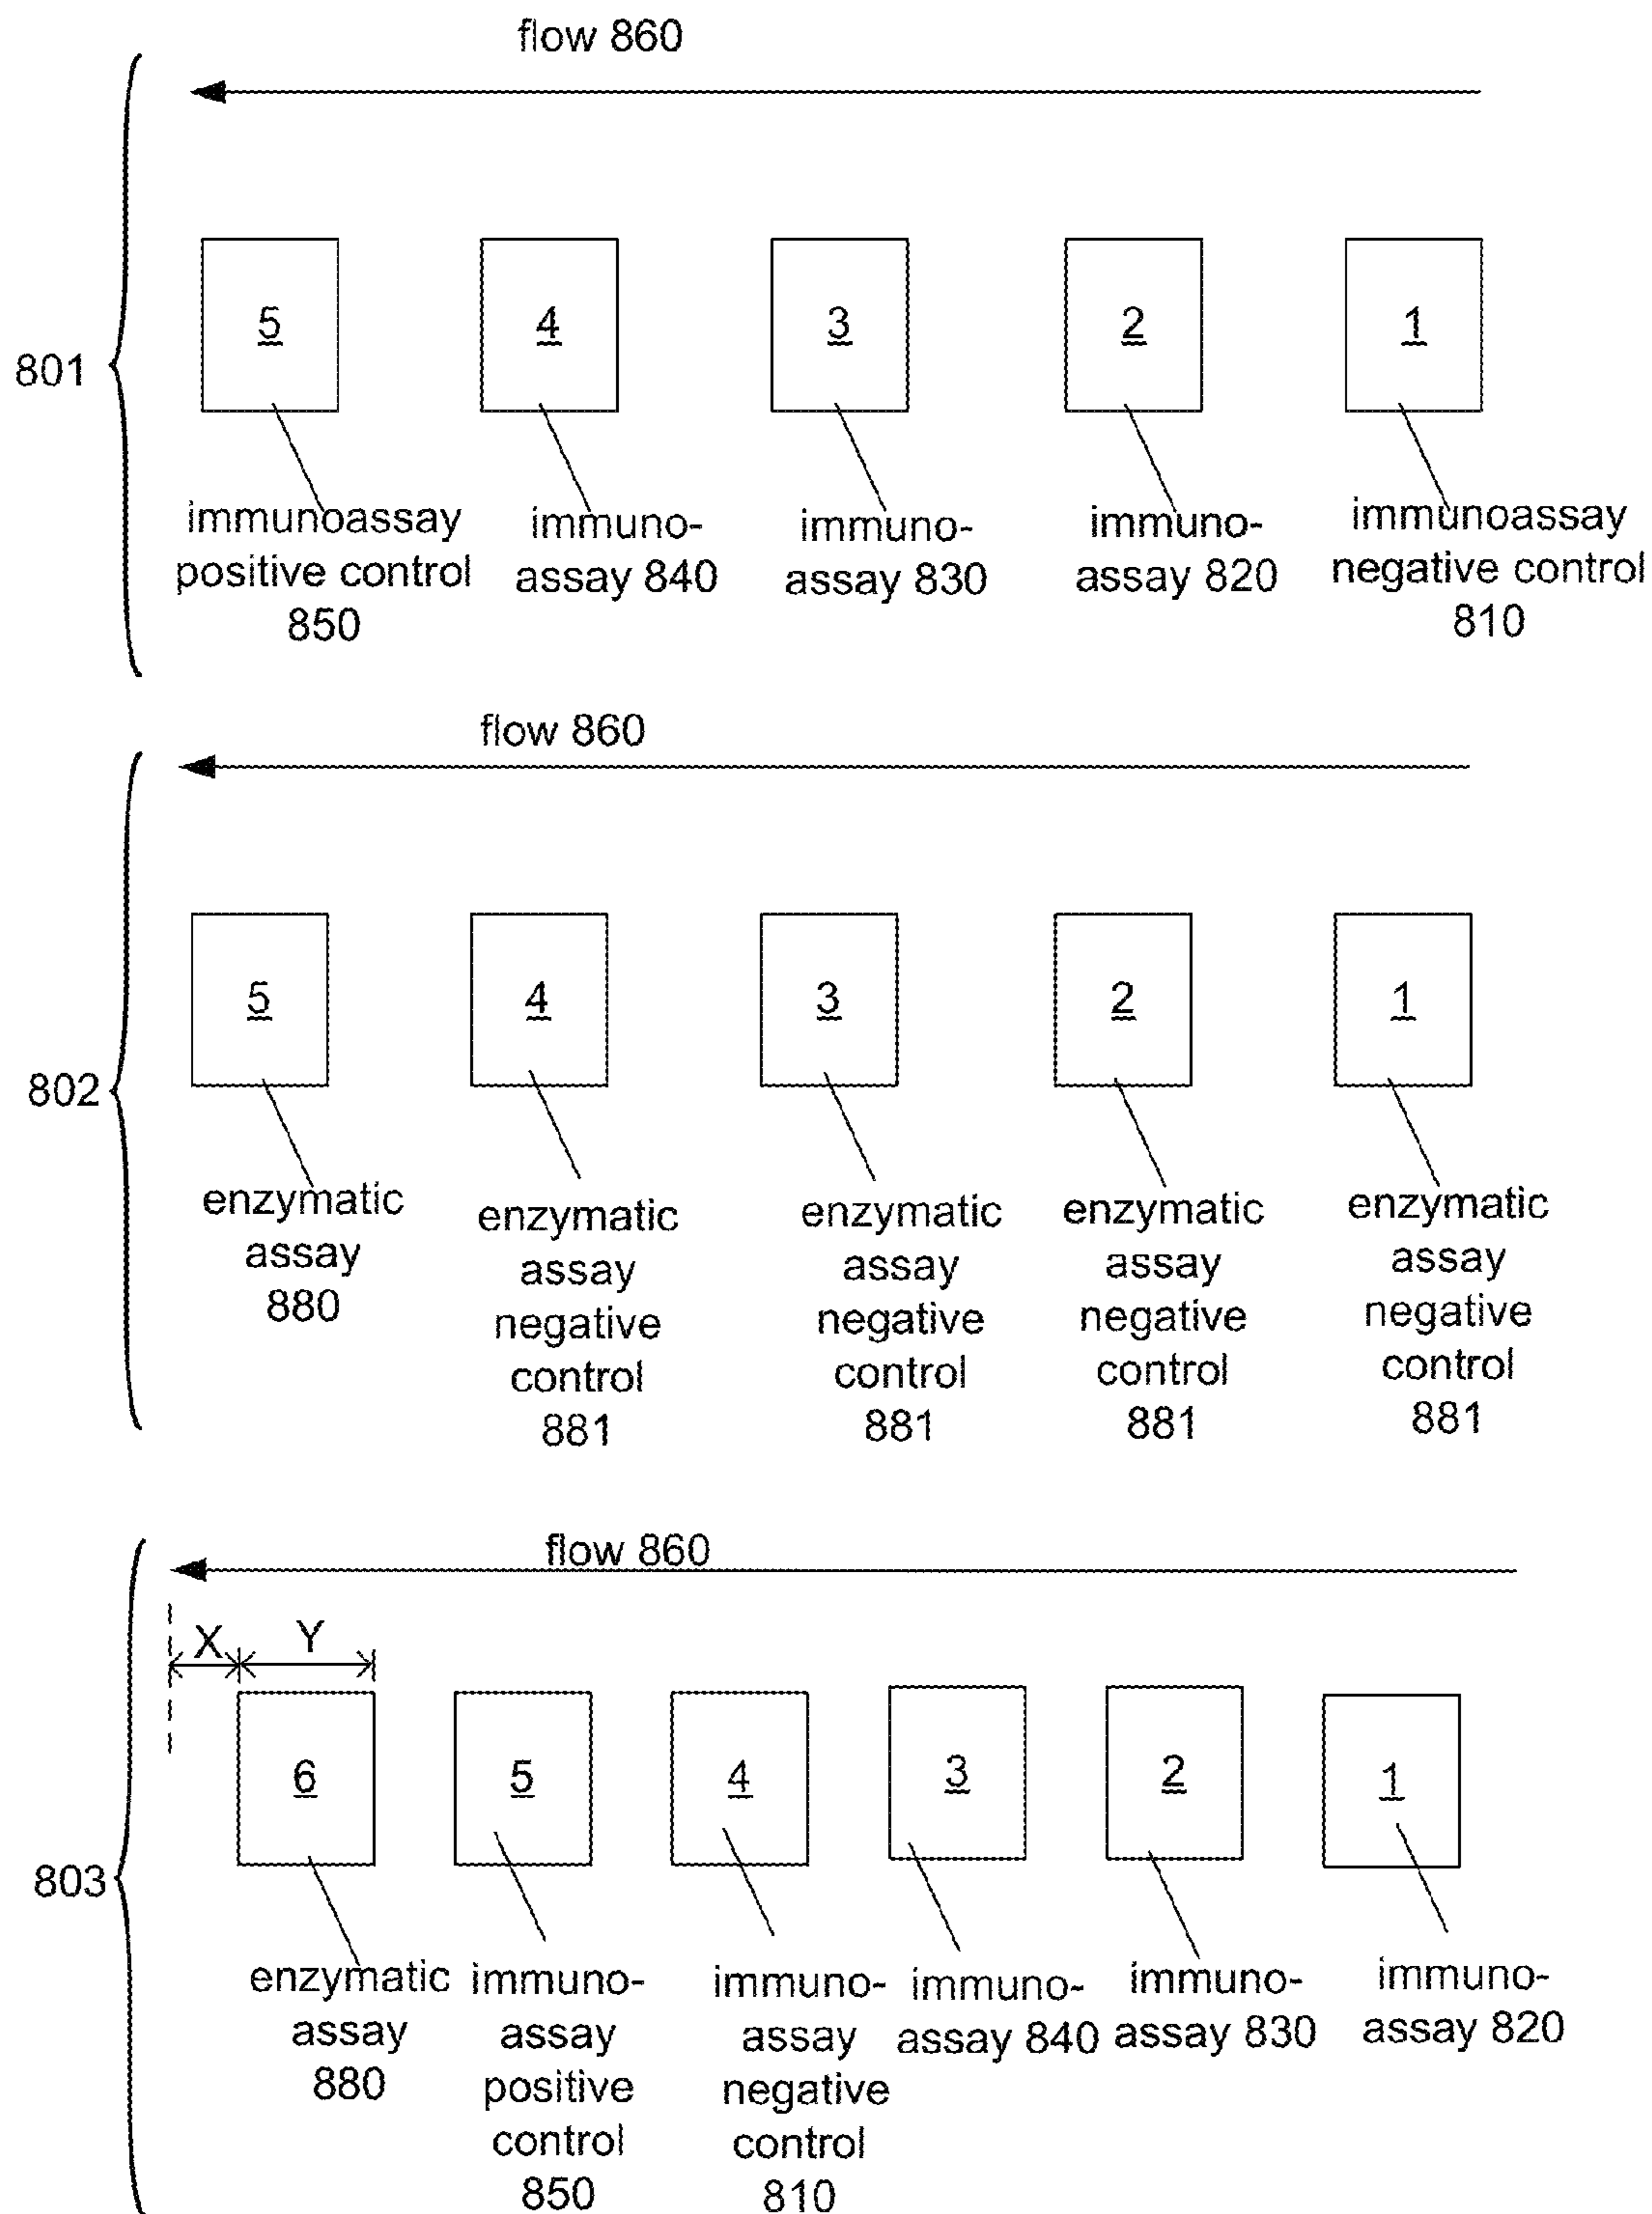 flow 860
801
5
4
3
2
1
immunoassay
positive control
850
immuno-
assay 840
immuno-
assay 830
immuno-
assay 820
immunoassay
negative control
810
flow 860
802
5
4
3
2
1
enzymatic
assay
880
enzymatic
assay
negative
control
881
enzymatic
assay
negative
control
881
enzymatic
assay
negative
control
881
enzymatic
assay
negative
control
881
flow 860
803
X
Y
6
5
4
3
2
1
enzymatic
assay
880
immuno-
assay
positive
control
850
immuno-
assay
negative
control
810
immuno-
assay 840
immuno-
assay 830
immuno-
assay 820